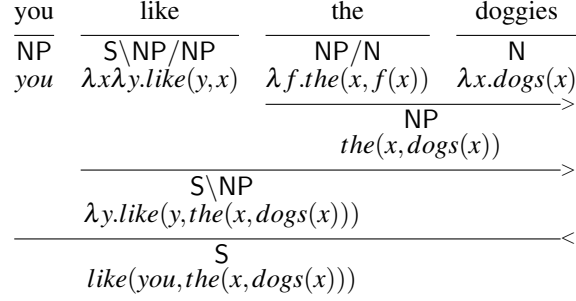 you like the doggies
NP S\NP/NP NP/N N
you λxλy.like(y,x) λf.the(x, f(x)) λx.dogs(x)
>
NP
the(x,dogs(x))
>
S\NP
λy.like(y,the(x,dogs(x)))
<
S
like(you,the(x,dogs(x)))